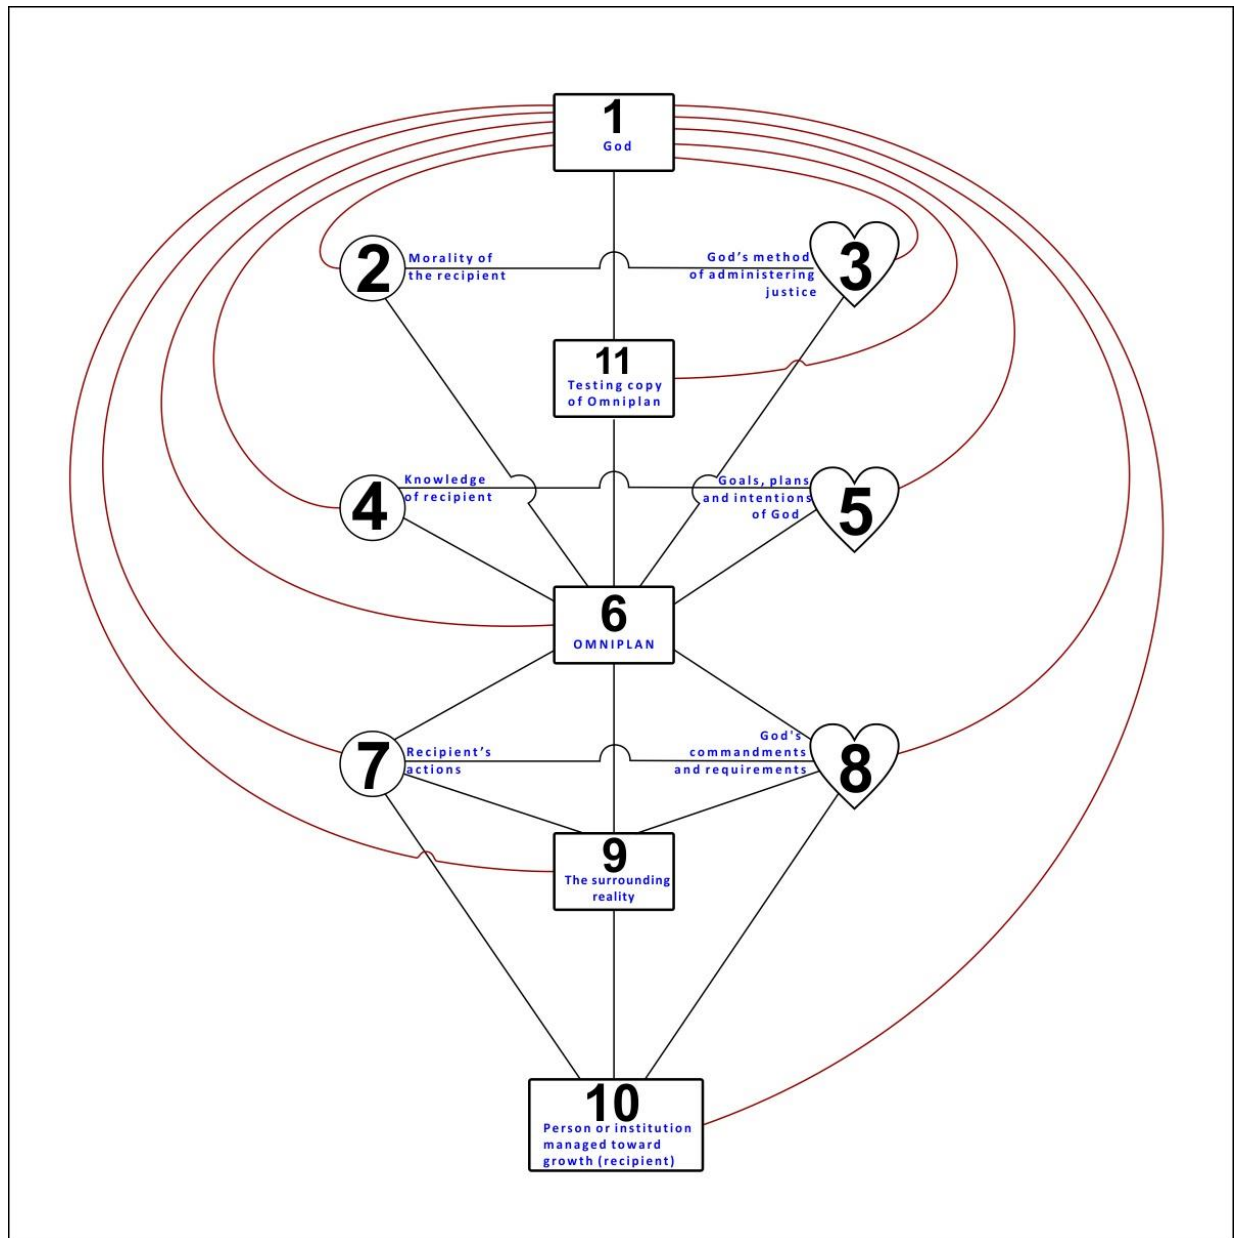 1
God
2
Morality of
the recipient
God's method
of administering
justice
3
11
Testing copy
of Omniplan
4
Knowledge
of recipient
Goals, plans
and intentions
of God
5
6
OMNIPLAN
7
Recipient's
actions
God's
commandments
and requirements
8
9
The surrounding
reality
10
Person or institution
managed toward
growth (recipient)